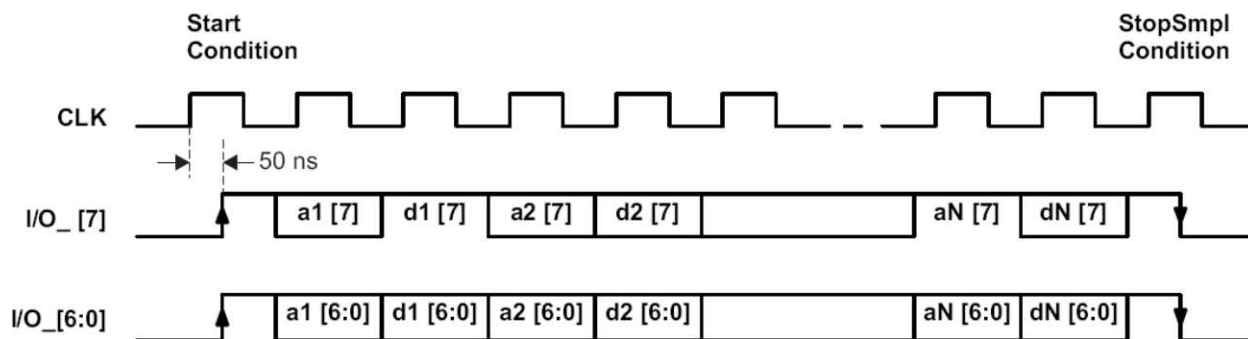 Start
Condition
StopSmpl
Condition
CLK
50 ns
I/O_ [7]
a1 [7] d1 [7] a2 [7] d2 [7] aN [7] dN [7]
I/O_[6:0]
a1 [6:0] d1 [6:0] a2 [6:0] d2 [6:0] aN [6:0] dN [6:0]